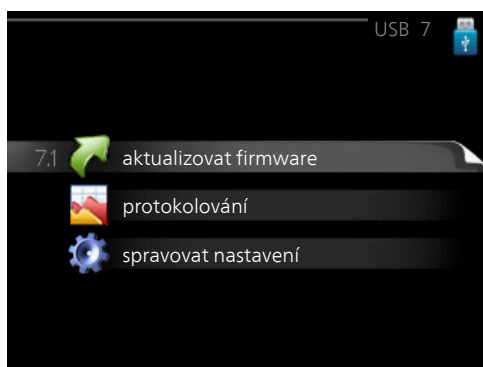 USB 7
7.1 aktualizovat firmware
protokolování
spravovat nastavení